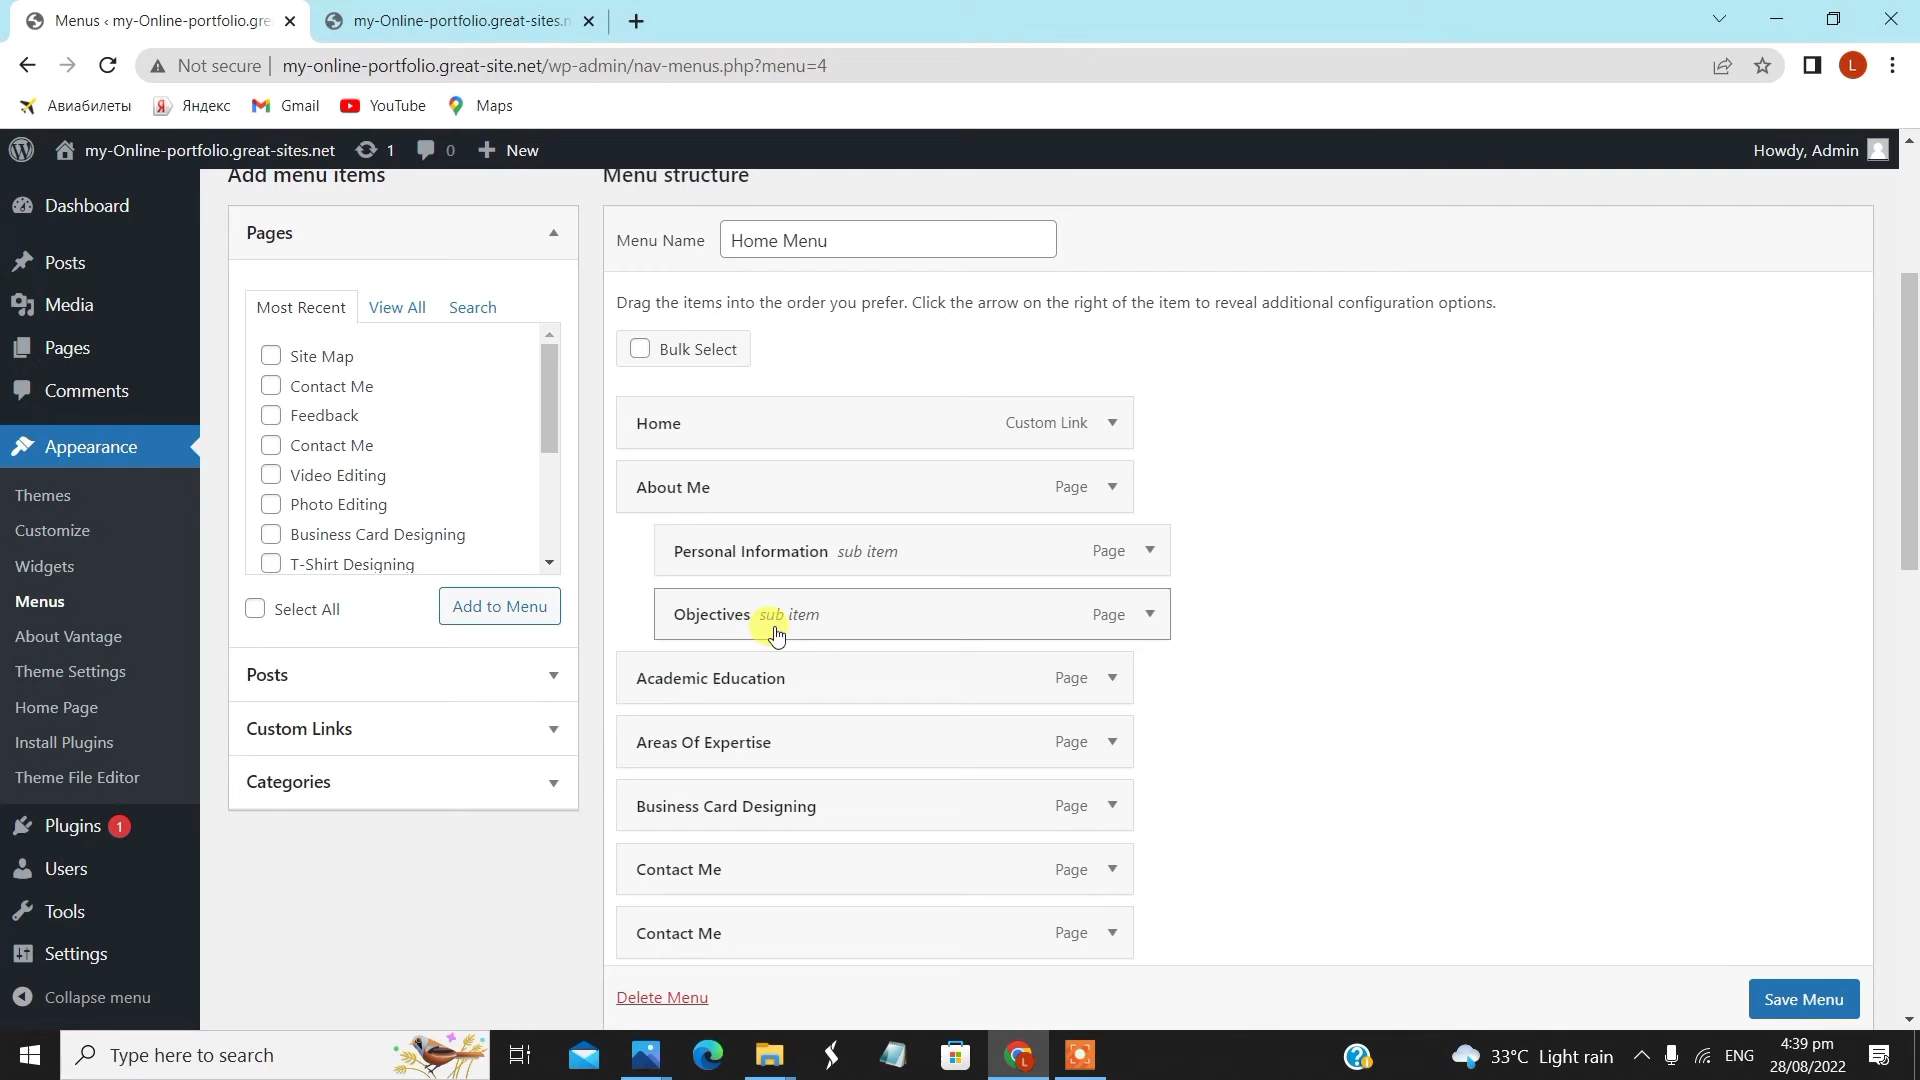 Menus ‹ my-Online-portfolio.gre
my-Online-portfolio.great-sites.n
Not secure
my-online-portfolio.great-site.net/wp-admin/nav-menus.php?menu=4
L
Авиабилеты
Яндекс
Gmail
YouTube
Maps
my-Online-portfolio.great-sites.net
1
0
New
Howdy, Admin
Dashboard
Posts
Media
Pages
Comments
Appearance
Themes
Customize
Widgets
Menus
About Vantage
Theme Settings
Home Page
Install Plugins
Theme File Editor
Plugins 1
Users
Tools
Settings
Collapse menu
Add menu items
Pages
Most Recent
View All
Search
Site Map
Contact Me
Feedback
Contact Me
Video Editing
Photo Editing
Business Card Designing
T-Shirt Designing
Select All
Add to Menu
Posts
Custom Links
Categories
Menu structure
Menu Name
Home Menu
Drag the items into the order you prefer. Click the arrow on the right of the item to reveal additional configuration options.
Bulk Select
Home Custom Link
About Me Page
Personal Information sub item Page
Objectives sub item Page
Academic Education Page
Areas Of Expertise Page
Business Card Designing Page
Contact Me Page
Contact Me Page
Delete Menu
Save Menu
Type here to search
33°C Light rain
ENG
4:39 pm
28/08/2022